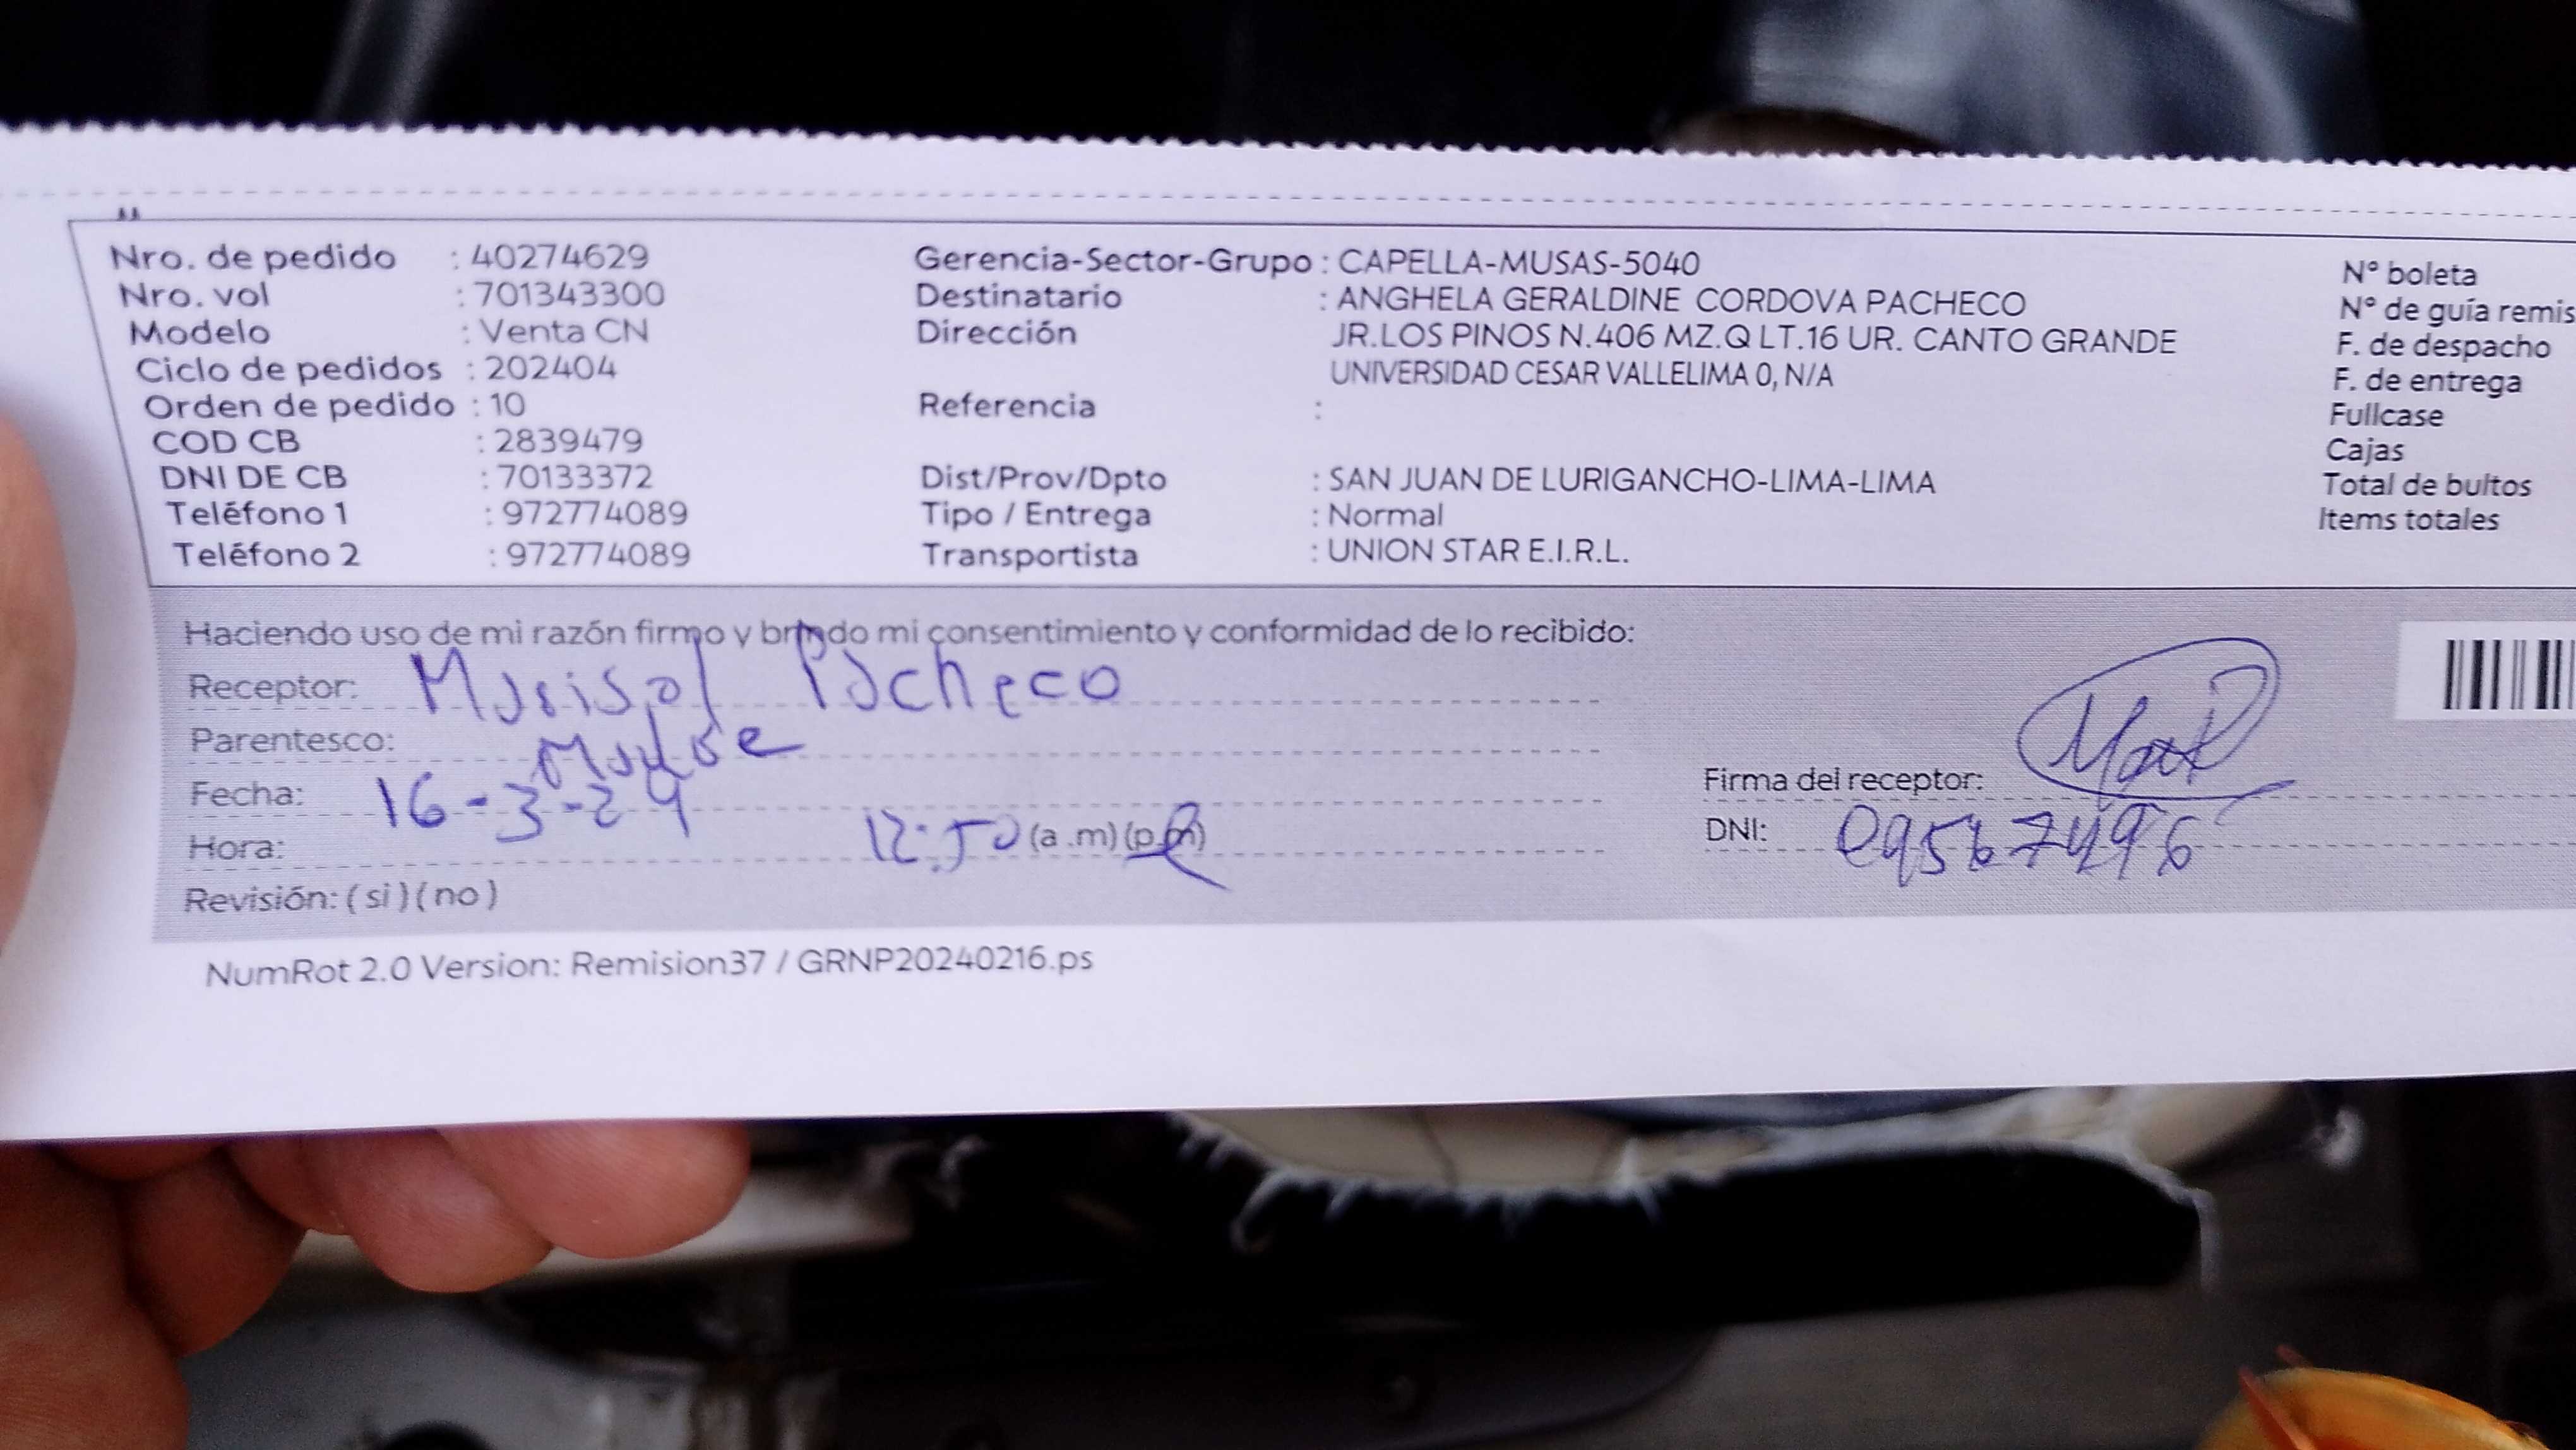 Nro. de pedido : 40274629
Nro. vol : 701343300
Modelo : Venta CN
Ciclo de pedidos : 202404
Orden de pedido : 10
COD CB : 2839479
DNI DE CB : 70133372
Teléfono 1 : 972774089
Teléfono 2 : 972774089
Gerencia-Sector-Grupo : CAPELLA-MUSAS-5040
Destinatario : ANGHELA GERALDINE CORDOVA PACHECO
Dirección JR.LOS PINOS N.406 MZ.Q LT.16 UR. CANTO GRANDE
UNIVERSIDAD CESAR VALLELIMA 0, N/A
Referencia :
Dist/Prov/Dpto : SAN JUAN DE LURIGANCHO-LIMA-LIMA
Tipo / Entrega : Normal
Transportista : UNION STAR E.I.R.L.
N° boleta
N° de guía remis
F. de despacho
F. de entrega
Fullcase
Cajas
Total de bultos
Items totales
Haciendo uso de mi razón firmo y brindo mi consentimiento y conformidad de lo recibido:
Receptor: Marisol Pacheco
Parentesco: Madre
Fecha: 16-3-24
Hora: 12:50 (a.m) (p.m)
Revisión: (si) (no)
Firma del receptor:
DNI: 09567496
NumRot 2.0 Version: Remision37 / GRNP20240216.ps